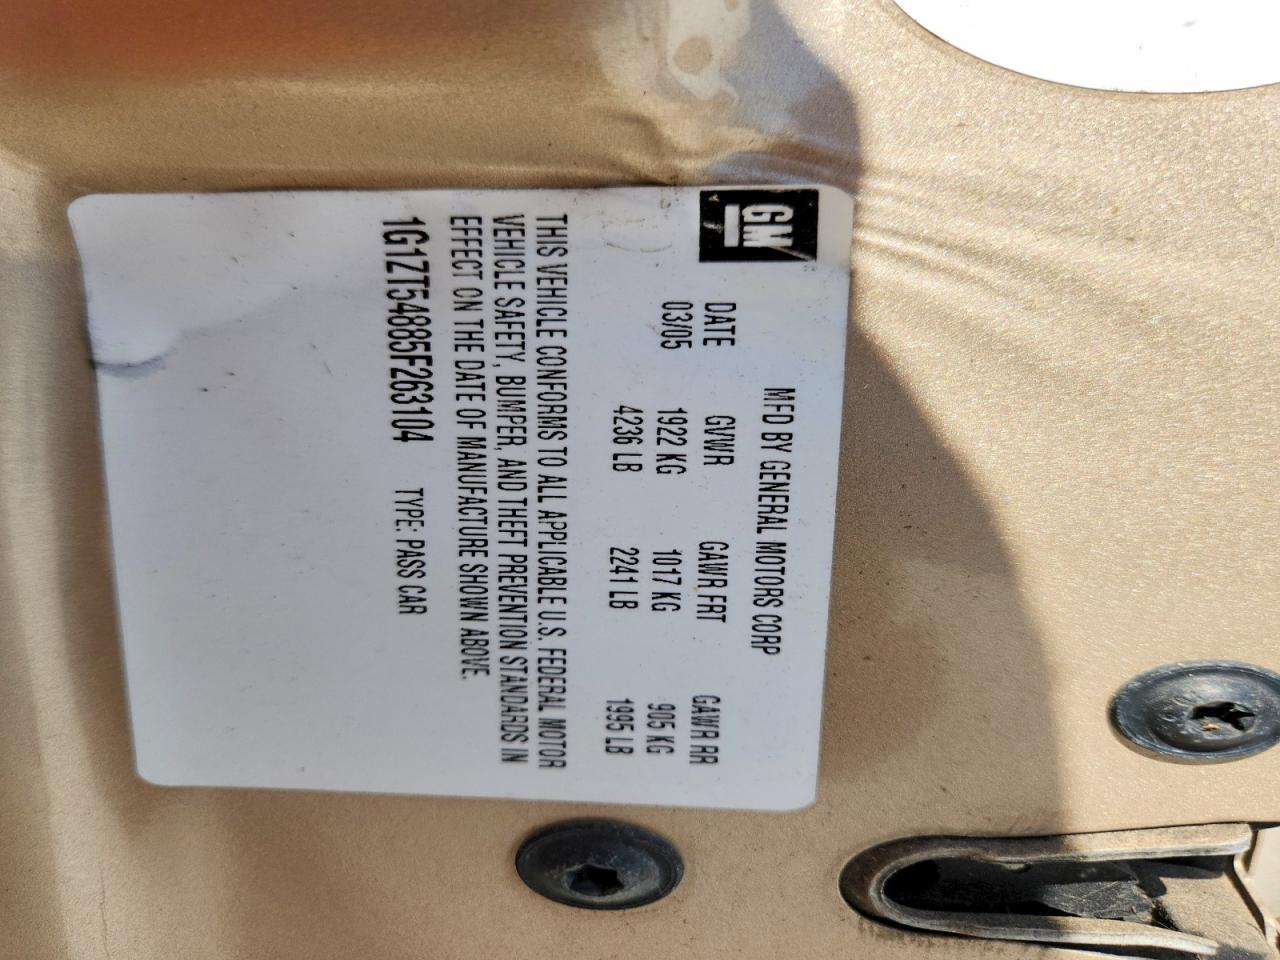 GM
MFD BY GENERAL MOTORS CORP
DATE GVWR GAWR FRT GAWR RR
03/05 1922 KG 1017 KG 905 KG
4236 LB 2241 LB 1995 LB
THIS VEHICLE CONFORMS TO ALL APPLICABLE U.S. FEDERAL MOTOR
VEHICLE SAFETY, BUMPER, AND THEFT PREVENTION STANDARDS IN
EFFECT ON THE DATE OF MANUFACTURE SHOWN ABOVE.
1G1ZT54885F263104 TYPE: PASS CAR